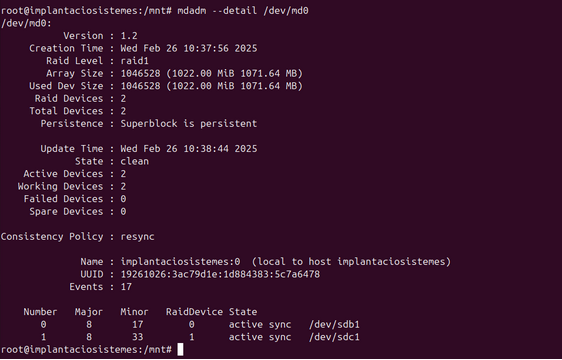 root@implantaciosistemes:/mnt# mdadm --detail /dev/md0
/dev/md0:
Version : 1.2
Creation Time : Wed Feb 26 10:37:56 2025
Raid Level : raid1
Array Size : 1046528 (1022.00 MiB 1071.64 MB)
Used Dev Size : 1046528 (1022.00 MiB 1071.64 MB)
Raid Devices : 2
Total Devices : 2
Persistence : Superblock is persistent
Update Time : Wed Feb 26 10:38:44 2025
State : clean
Active Devices : 2
Working Devices : 2
Failed Devices : 0
Spare Devices : 0
Consistency Policy : resync
Name : implantaciosistemes:0 (local to host implantaciosistemes)
UUID : 19261026:3ac79d1e:1d884383:5c7a6478
Events : 17
Number Major Minor RaidDevice State
0 8 17 0 active sync /dev/sdb1
1 8 33 1 active sync /dev/sdc1
root@implantaciosistemes:/mnt#